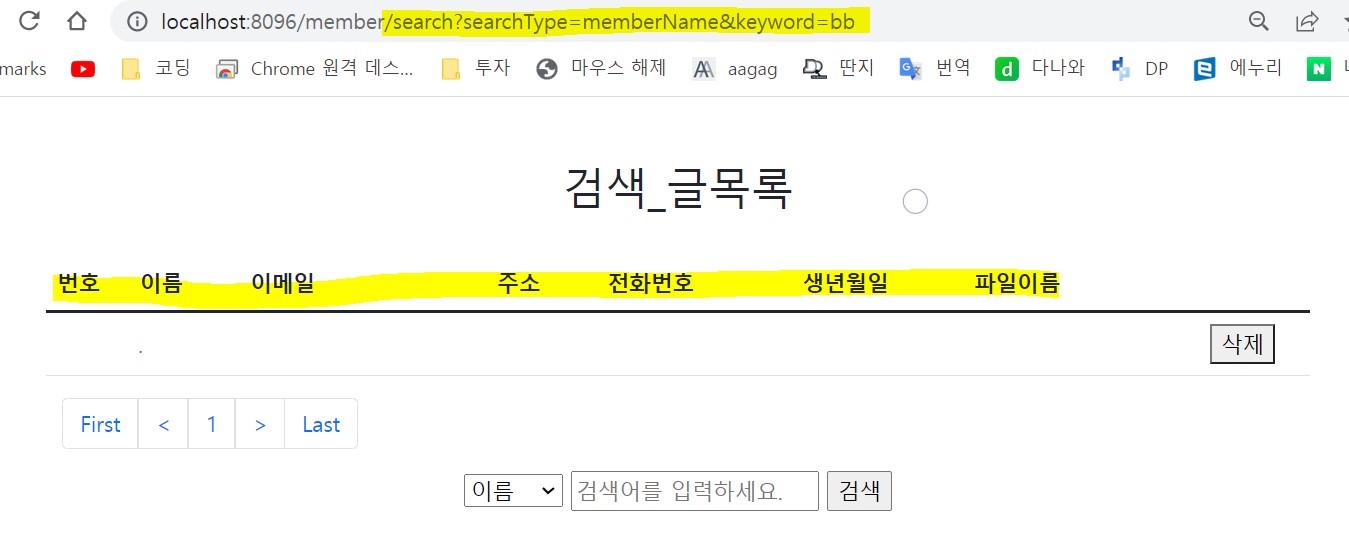 localhost:8096/member/search?searchType=memberName&keyword=bb
marks 코딩 Chrome 원격 데스... 투자 마우스 해제 aagag 딴지 번역 다나와 DP 에누리
검색_글목록
번호 이름 이메일 주소 전화번호 생년월일 파일이름
. 삭제
First < 1 > Last
이름 검색어를 입력하세요. 검색